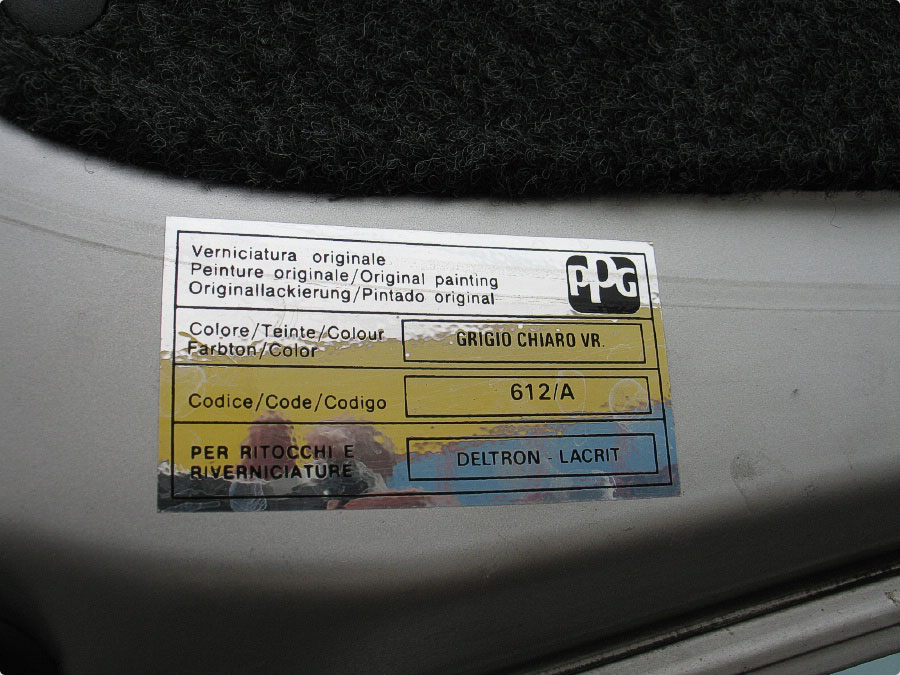 Verniciatura originale
Peinture originale/Original painting
Originallackierung/Pintado original
PPG
Colore/Teinte/Colour
Farbton/Color
GRIGIO CHIARO VR.
Codice/Code/Codigo
612/A
PER RITOCCHI E
RIVERNICIATURE
DELTRON - LACRIT